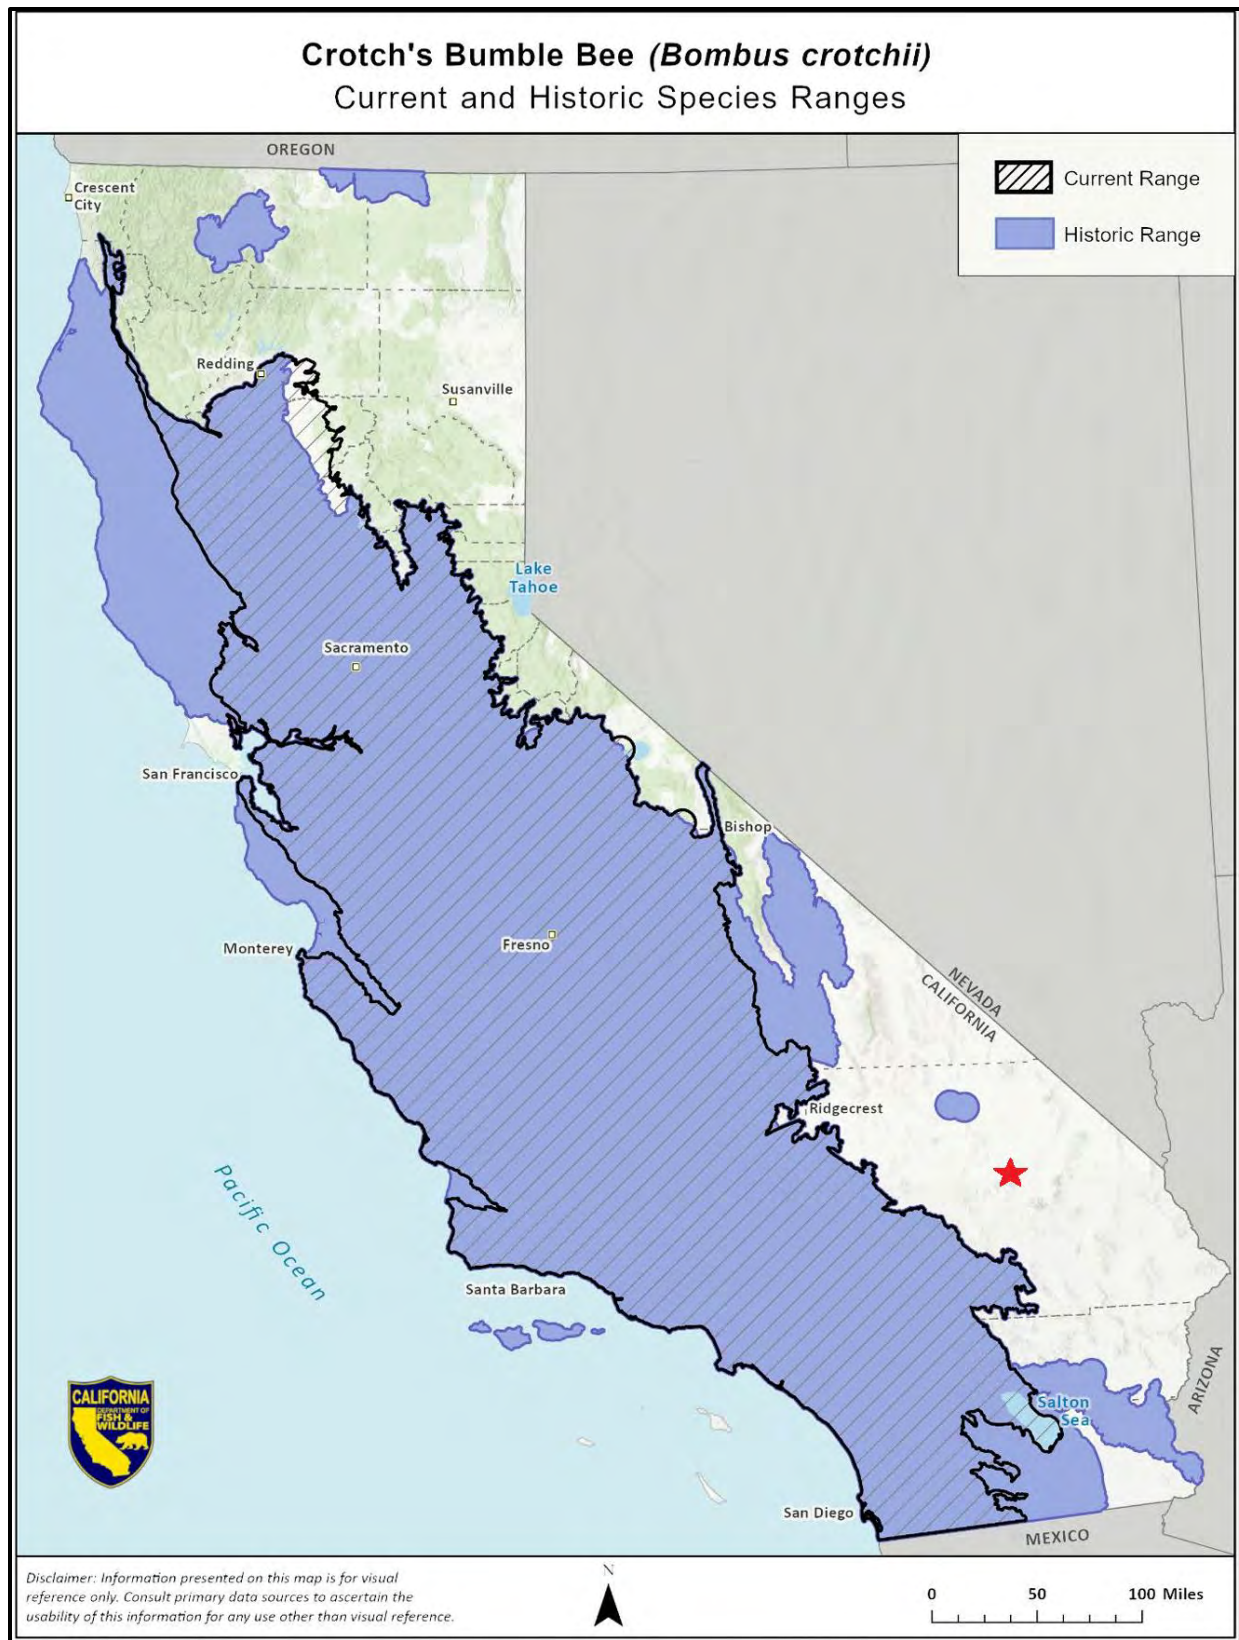 Crotch's Bumble Bee (Bombus crotchii)
Current and Historic Species Ranges
OREGON
Current Range
Historic Range
Crescent
City
Redding
Susanville
Lake
Tahoe
Sacramento
San Francisco
Bishop
Fresno
Monterey
NEVADA
CALIFORNIA
Ridgecrest
Pacific Ocean
Santa Barbara
ARIZONA
Salton
Sea
San Diego
MEXICO
CALIFORNIA
DEPARTMENT OF
FISH &
WILDLIFE
Disclaimer: Information presented on this map is for visual
reference only. Consult primary data sources to ascertain the
usability of this information for any use other than visual reference.
N
0 50 100 Miles